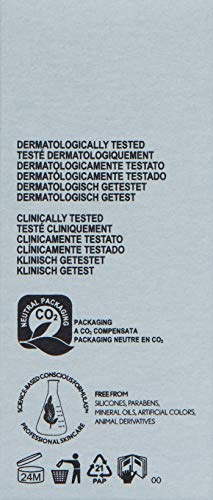 DERMATOLOGICALLY TESTED
TESTÉ DERMATOLOGIQUEMENT
DERMATOLOGICAMENTE TESTATO
DERMATÓLOGICAMENTE TESTADO
DERMATOLOGISCH GETESTET
DERMATOLOGISCH GETEST
CLINICALLY TESTED
TESTÉ CLINIQUEMENT
CLINICAMENTE TESTATO
CLÍNICAMENTE TESTADO
KLINISCH GETESTET
KLINISCH GETEST
NEUTRAL PACKAGING
CO₂
PACKAGING
A CO₂ COMPENSATA
PACKAGING NEUTRE EN CO₂
SCIENCE-BASED CONSCIOUS FORMULAS™
PROFESSIONAL SKINCARE
FREE FROM
SILICONES, PARABENS,
MINERAL OILS, ARTIFICIAL COLORS,
ANIMAL DERIVATIVES
24M
21
PAP
00